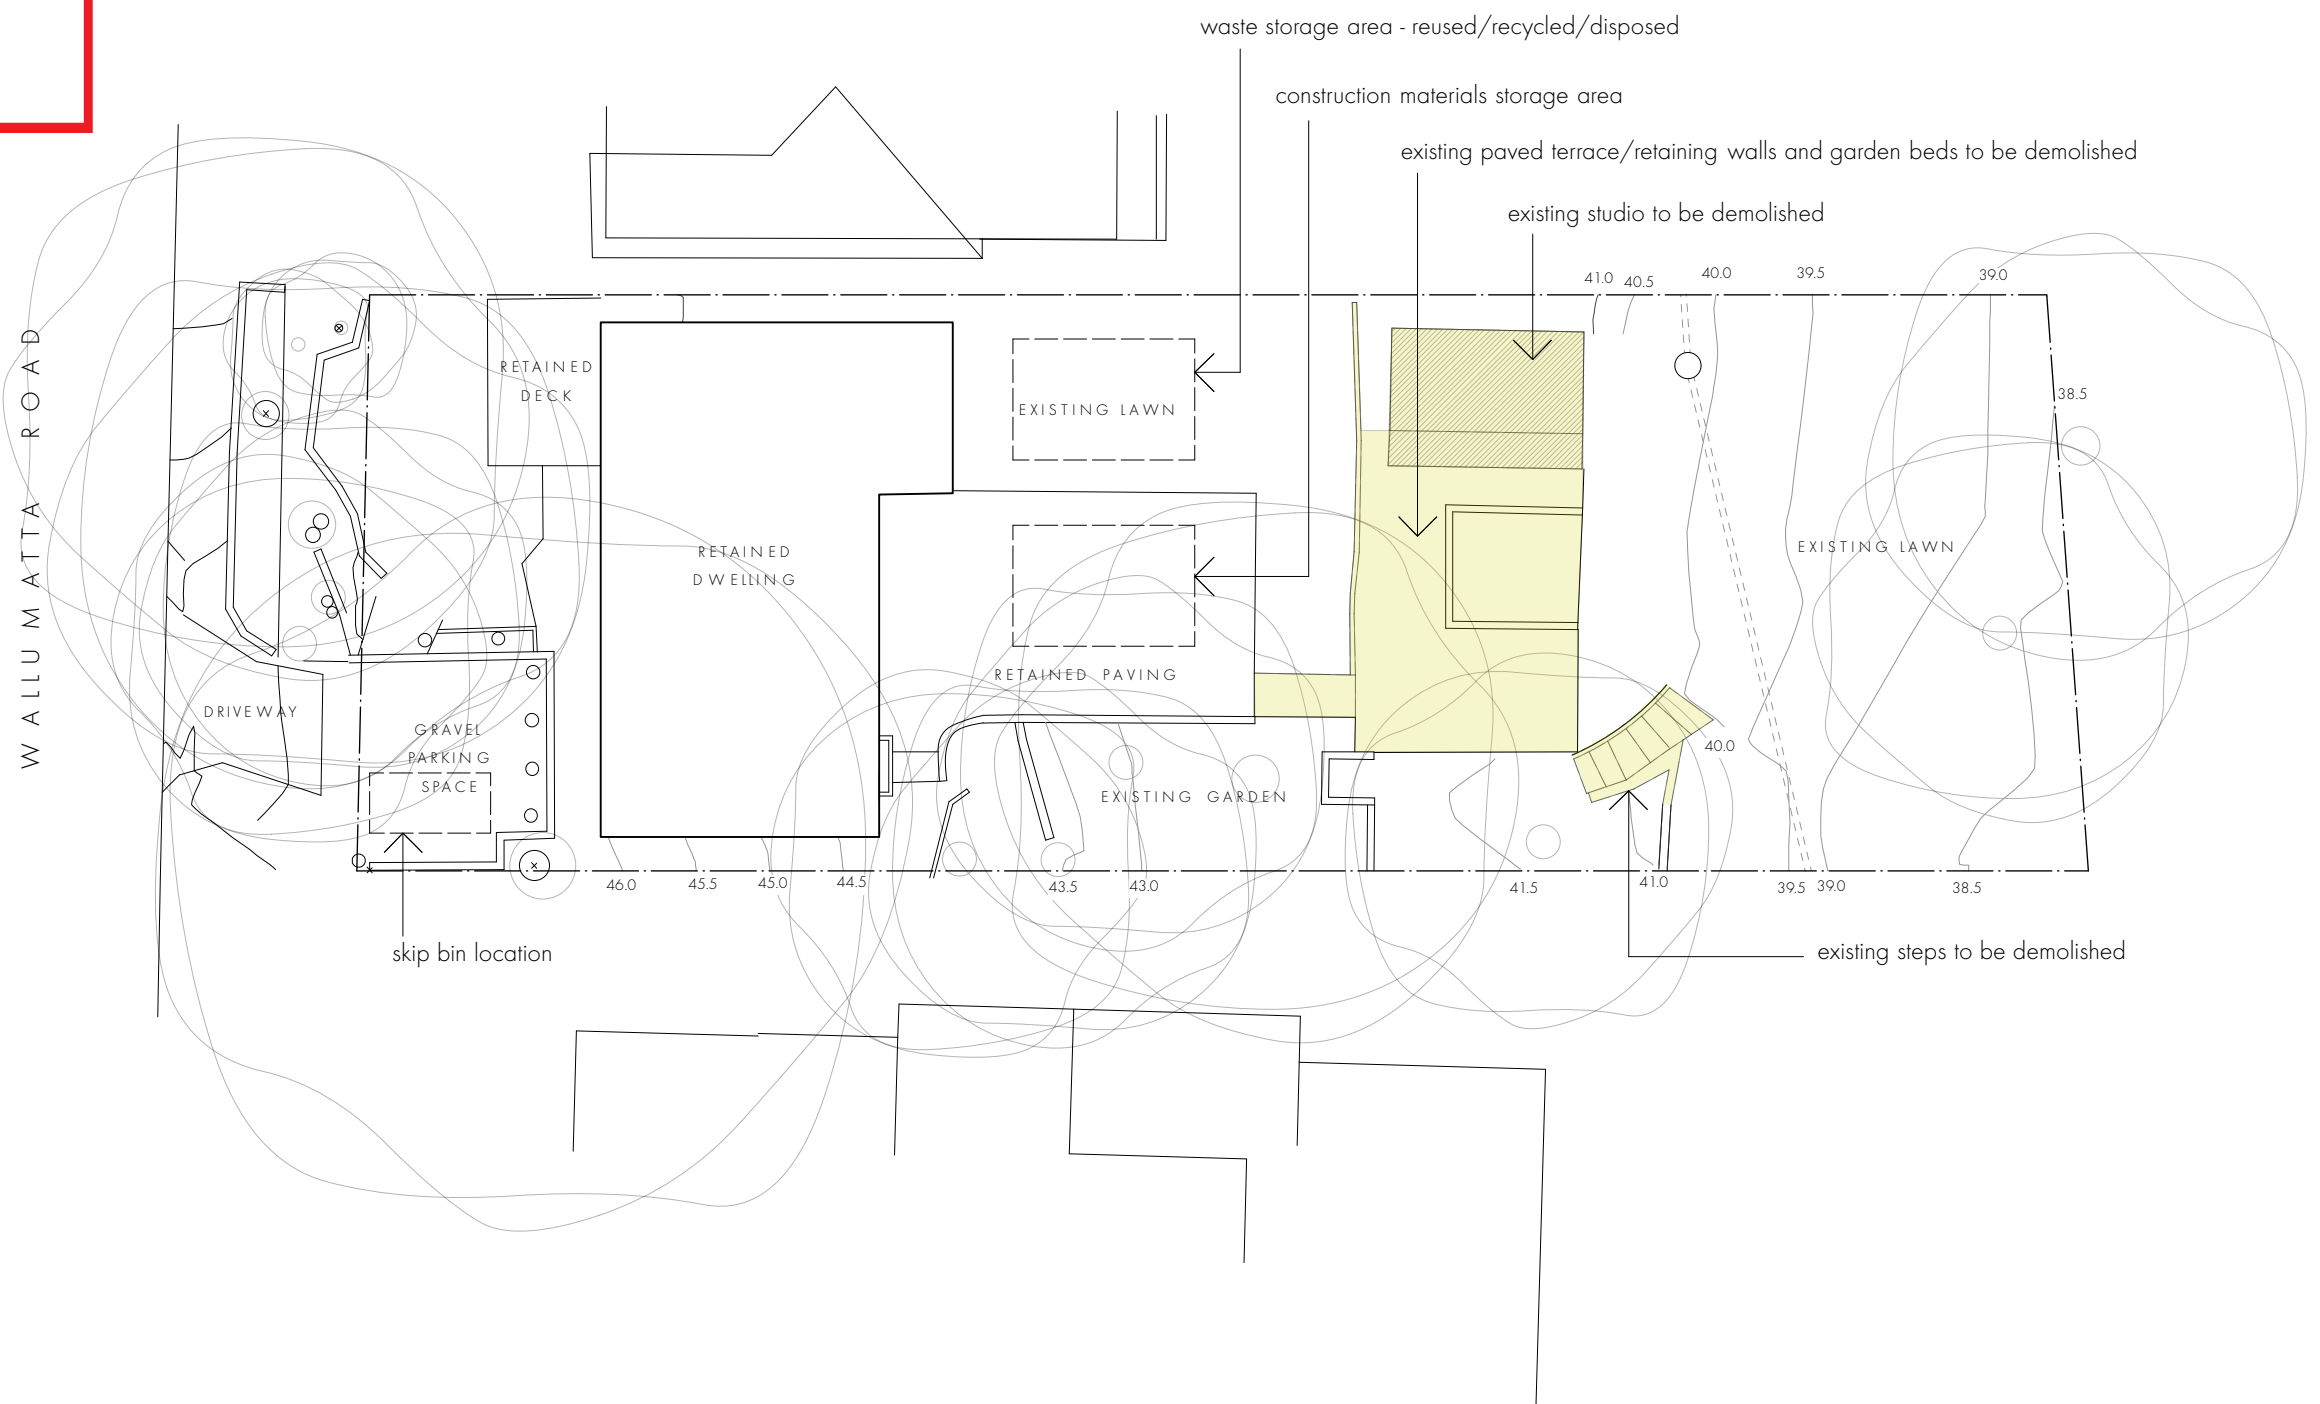 waste storage area - reused/recycled/disposed
construction materials storage area
existing paved terrace/retaining walls and garden beds to be demolished
existing studio to be demolished
41.0
40.5
40.0
39.5
39.0
38.5
WALLUMATTA ROAD
RETAINED
DECK
EXISTING LAWN
RETAINED
DWELLING
EXISTING LAWN
RETAINED PAVING
DRIVEWAY
GRAVEL
PARKING
SPACE
EXISTING GARDEN
40.0
46.0
45.5
45.0
44.5
43.5
43.0
41.5
41.0
39.5
39.0
38.5
skip bin location
existing steps to be demolished